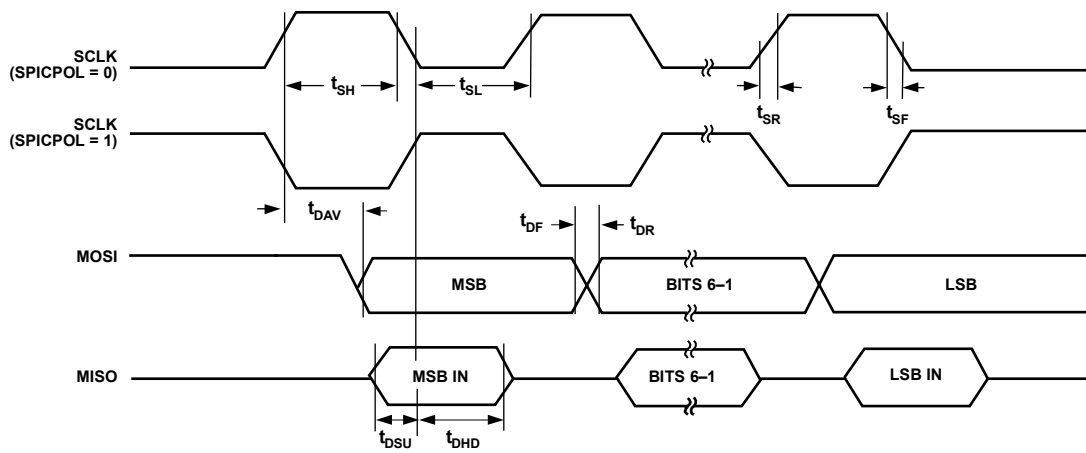 SCLK
(SPICPOL = 0)
tSH
tSL
tSR
tSF
SCLK
(SPICPOL = 1)
tDAV
tDF
tDR
MOSI
MSB
BITS 6–1
LSB
MISO
MSB IN
BITS 6–1
LSB IN
tDSU
tDHD